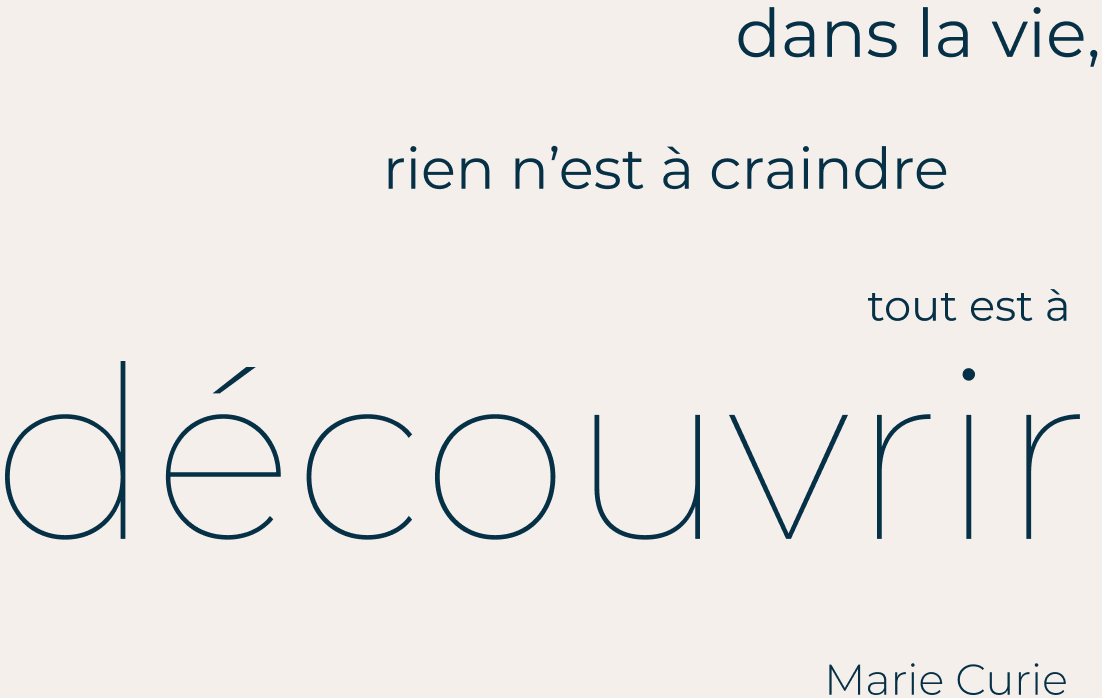 dans la vie,
rien n’est à craindre
tout est à
découvrir
Marie Curie